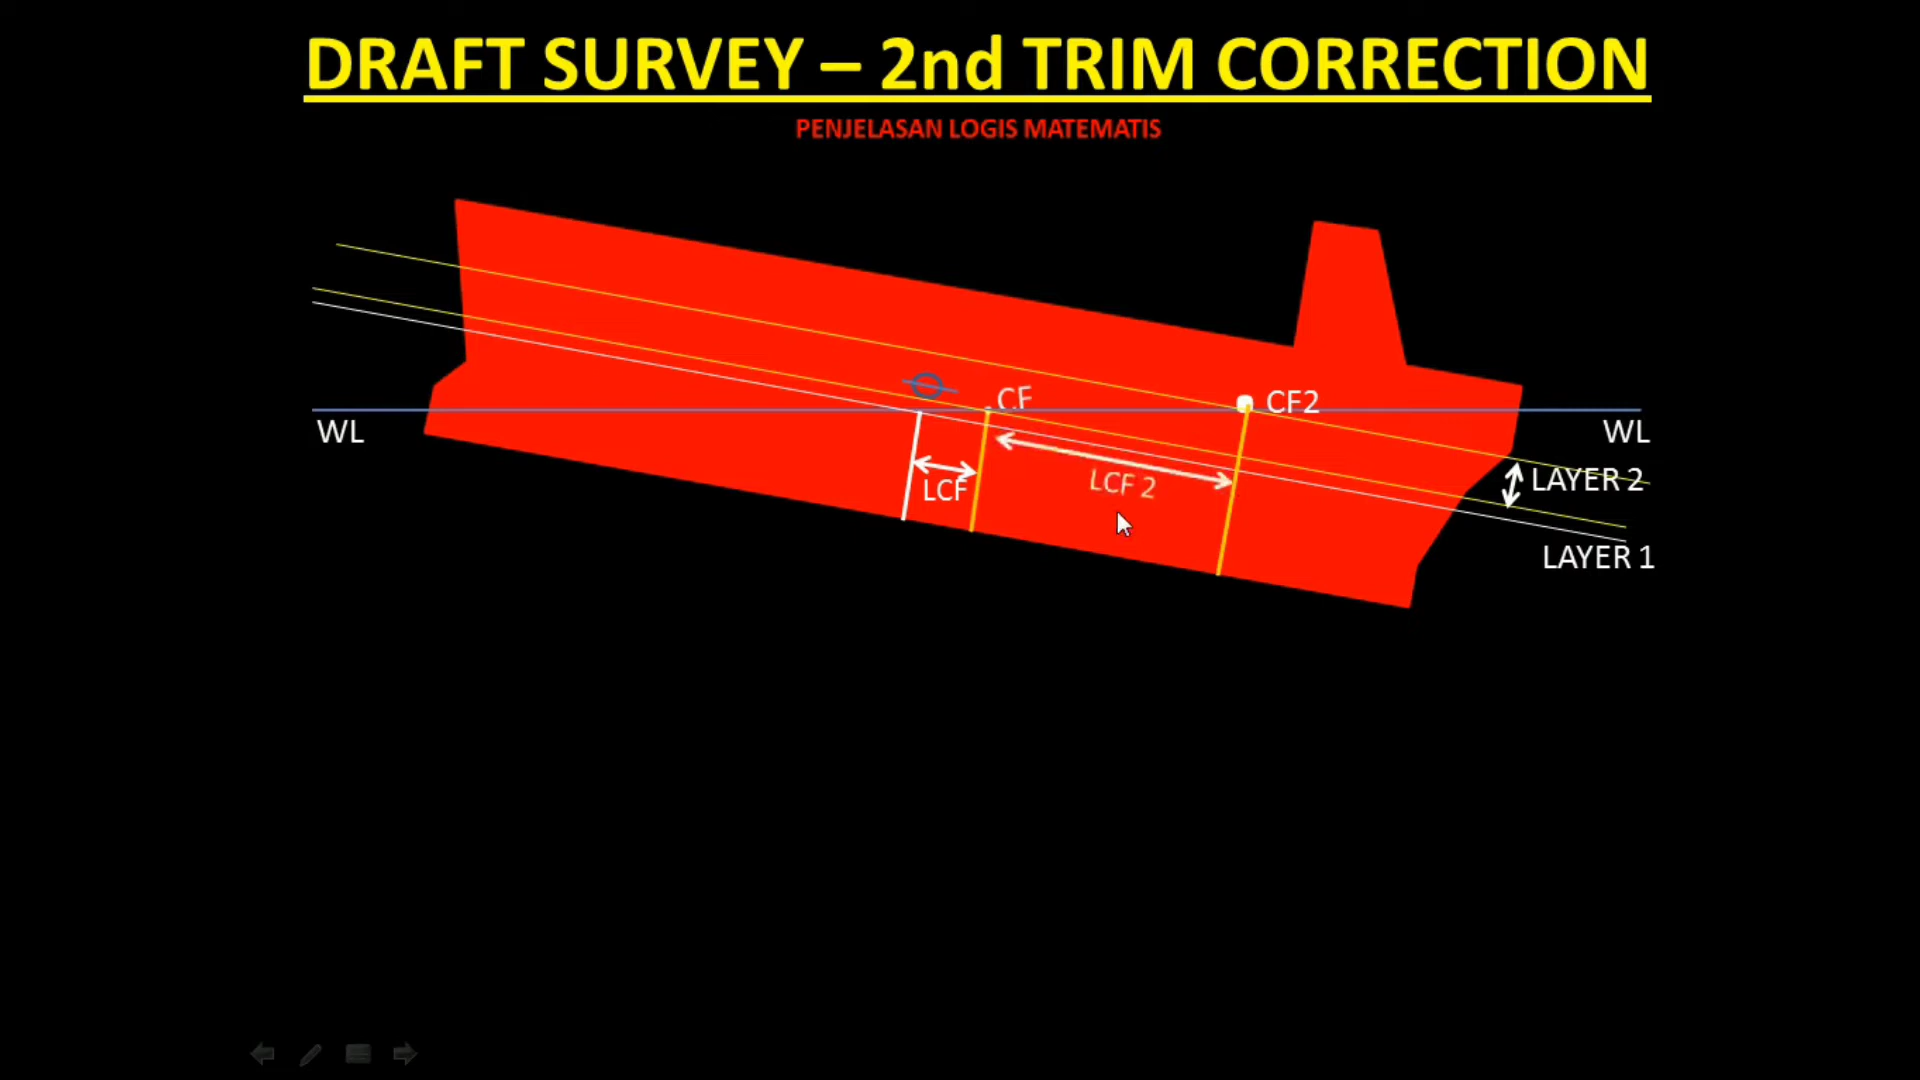 DRAFT SURVEY – 2nd TRIM CORRECTION
PENJELASAN LOGIS MATEMATIS
CF
CF2
WL
WL
LCF
LCF 2
LAYER 2
LAYER 1